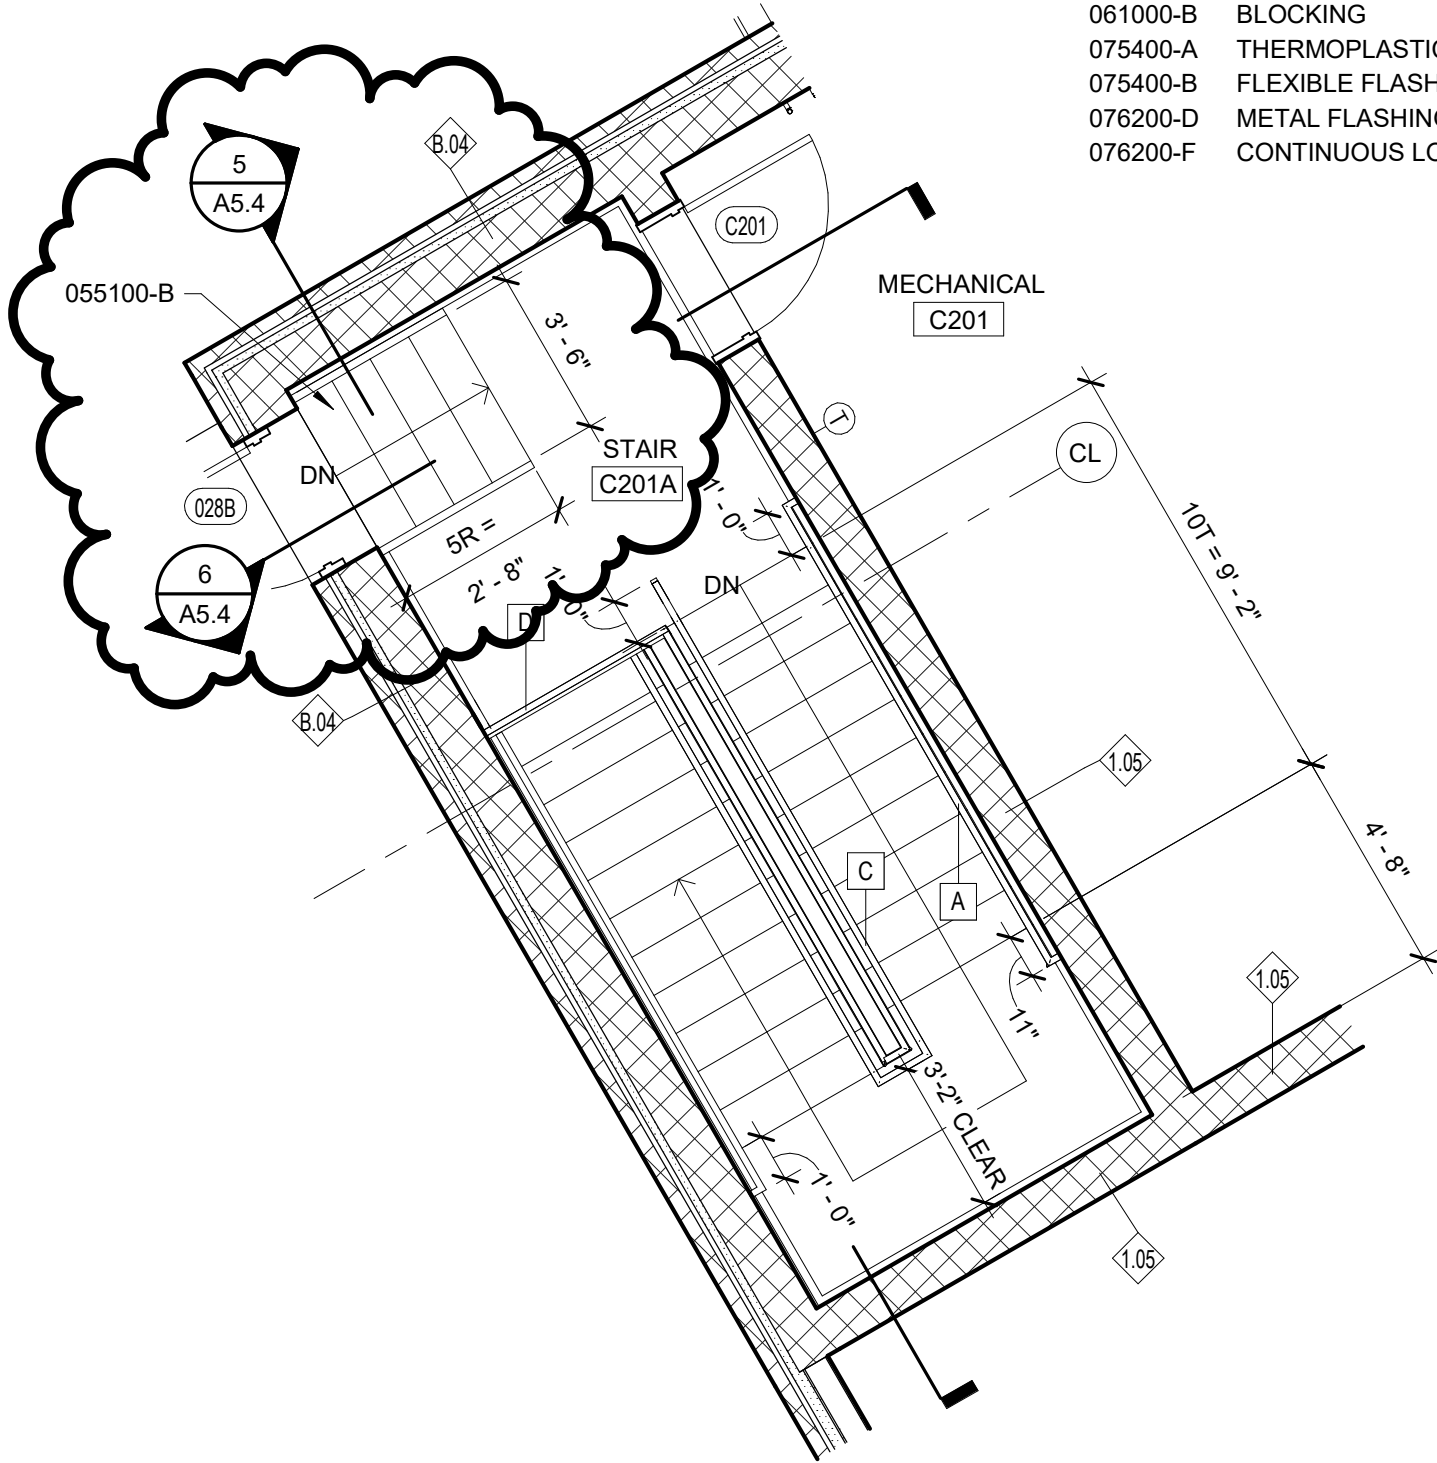 061000-B BLOCKING
075400-A THERMOPLASTIC
075400-B FLEXIBLE FLASH
076200-D METAL FLASHING
076200-F CONTINUOUS LO
B.04
5
A5.4
C201
055100-B
MECHANICAL
C201
3' - 6"
T
STAIR
C201A
CL
DN
1' - 0"
028B
5R =
2' - 8"
10T = 9' - 2"
6
A5.4
1' - 0"
DN
D
B.04
1.05
4' - 8"
C
A
1.05
11"
3'-2" CLEAR
1' - 0"
1.05